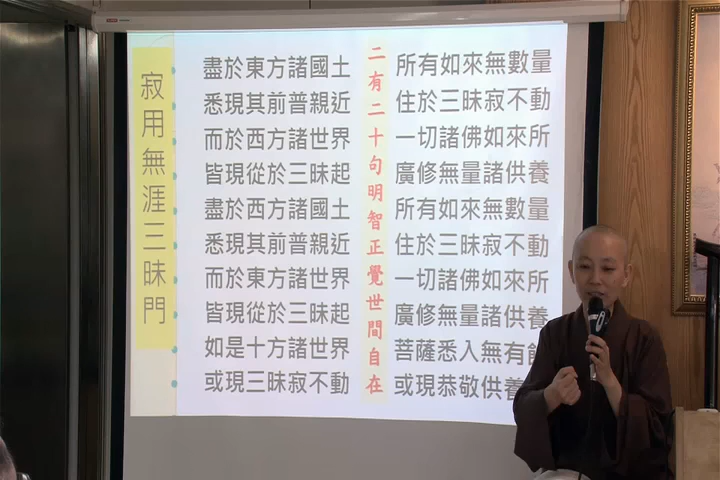 寂用無涯三昧門
二有二十句明智正覺世間自在
盡於東方諸國土 所有如來無數量
悉現其前普親近 住於三昧寂不動
而於西方諸世界 一切諸佛如來所
皆現從於三昧起 廣修無量諸供養
盡於西方諸國土 所有如來無數量
悉現其前普親近 住於三昧寂不動
而於東方諸世界 一切諸佛如來所
皆現從於三昧起 廣修無量諸供養
如是十方諸世界 菩薩悉入無有
或現三昧寂不動 或現恭敬供養